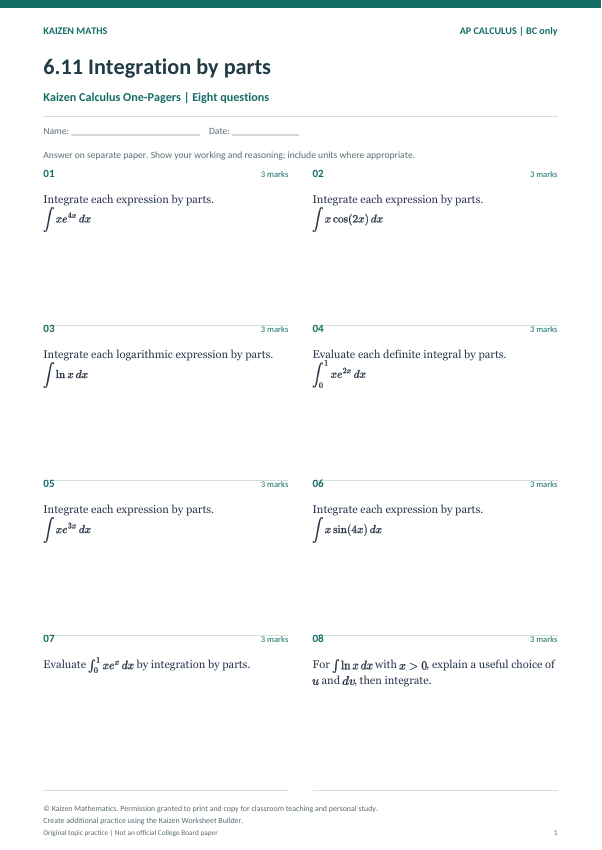 KAIZEN MATHS
AP CALCULUS | BC only
6.11 Integration by parts
Kaizen Calculus One-Pagers | Eight questions
Name: ____________________________ Date: ______________
Answer on separate paper. Show your working and reasoning; include units where appropriate.
01 3 marks
Integrate each expression by parts.
∫ xe^{4x} dx
02 3 marks
Integrate each expression by parts.
∫ x cos(2x) dx
03 3 marks
Integrate each logarithmic expression by parts.
∫ ln x dx
04 3 marks
Evaluate each definite integral by parts.
∫_0^1 xe^{2x} dx
05 3 marks
Integrate each expression by parts.
∫ xe^{3x} dx
06 3 marks
Integrate each expression by parts.
∫ x sin(4x) dx
07 3 marks
Evaluate ∫_0^1 xe^x dx by integration by parts.
08 3 marks
For ∫ ln x dx with x > 0, explain a useful choice of
u and dv, then integrate.
© Kaizen Mathematics. Permission granted to print and copy for classroom teaching and personal study.
Create additional practice using the Kaizen Worksheet Builder.
Original topic practice | Not an official College Board paper
1